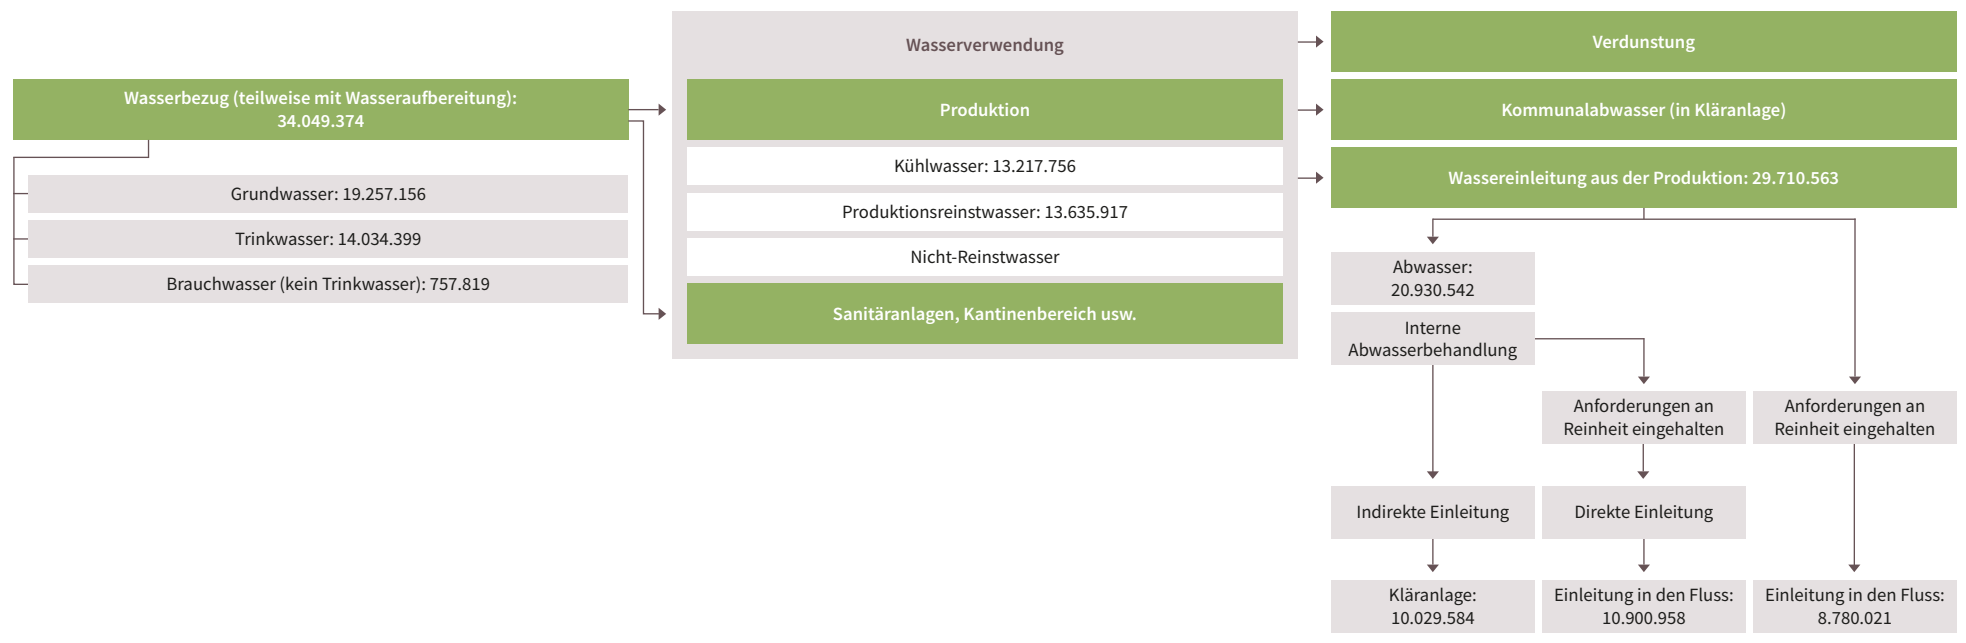 Wasserbezug (teilweise mit Wasseraufbereitung):
34.049.374
Grundwasser: 19.257.156
Trinkwasser: 14.034.399
Brauchwasser (kein Trinkwasser): 757.819
Wasserverwendung
Produktion
Kühlwasser: 13.217.756
Produktionsreinstwasser: 13.635.917
Nicht-Reinstwasser
Sanitäranlagen, Kantinenbereich usw.
Verdunstung
Kommunalabwasser (in Kläranlage)
Wassereinleitung aus der Produktion: 29.710.563
Abwasser:
20.930.542
Interne
Abwasserbehandlung
Anforderungen an
Reinheit eingehalten
Anforderungen an
Reinheit eingehalten
Indirekte Einleitung
Direkte Einleitung
Kläranlage:
10.029.584
Einleitung in den Fluss:
10.900.958
Einleitung in den Fluss:
8.780.021